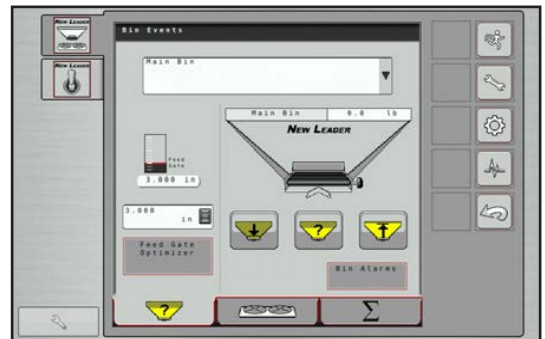 NEW LEADER
NEW LEADER
Bin Events
Main Bin
Main Bin 0.0 lb
NEW LEADER
Feed
Gate
3.000 in
3.000
in
Feed Gate
Optimizer
? 
Bin Alarms
? Σ